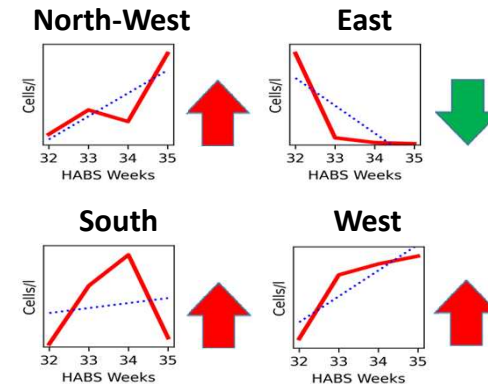 North-West
Cells/l
32 33 34 35
HABS Weeks
East
Cells/l
32 33 34 35
HABS Weeks
South
Cells/l
32 33 34 35
HABS Weeks
West
Cells/l
32 33 34 35
HABS Weeks